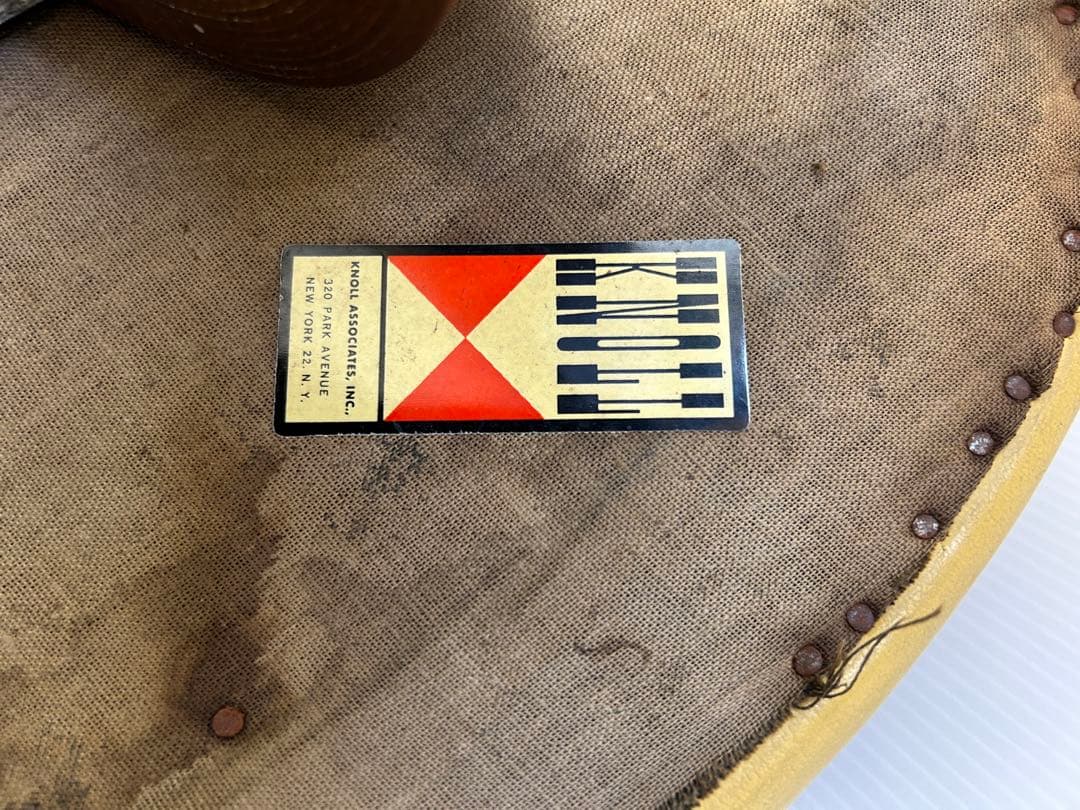 KNOLL
KNOLL ASSOCIATES, INC.,
320 PARK AVENUE
NEW YORK 22, N. Y.